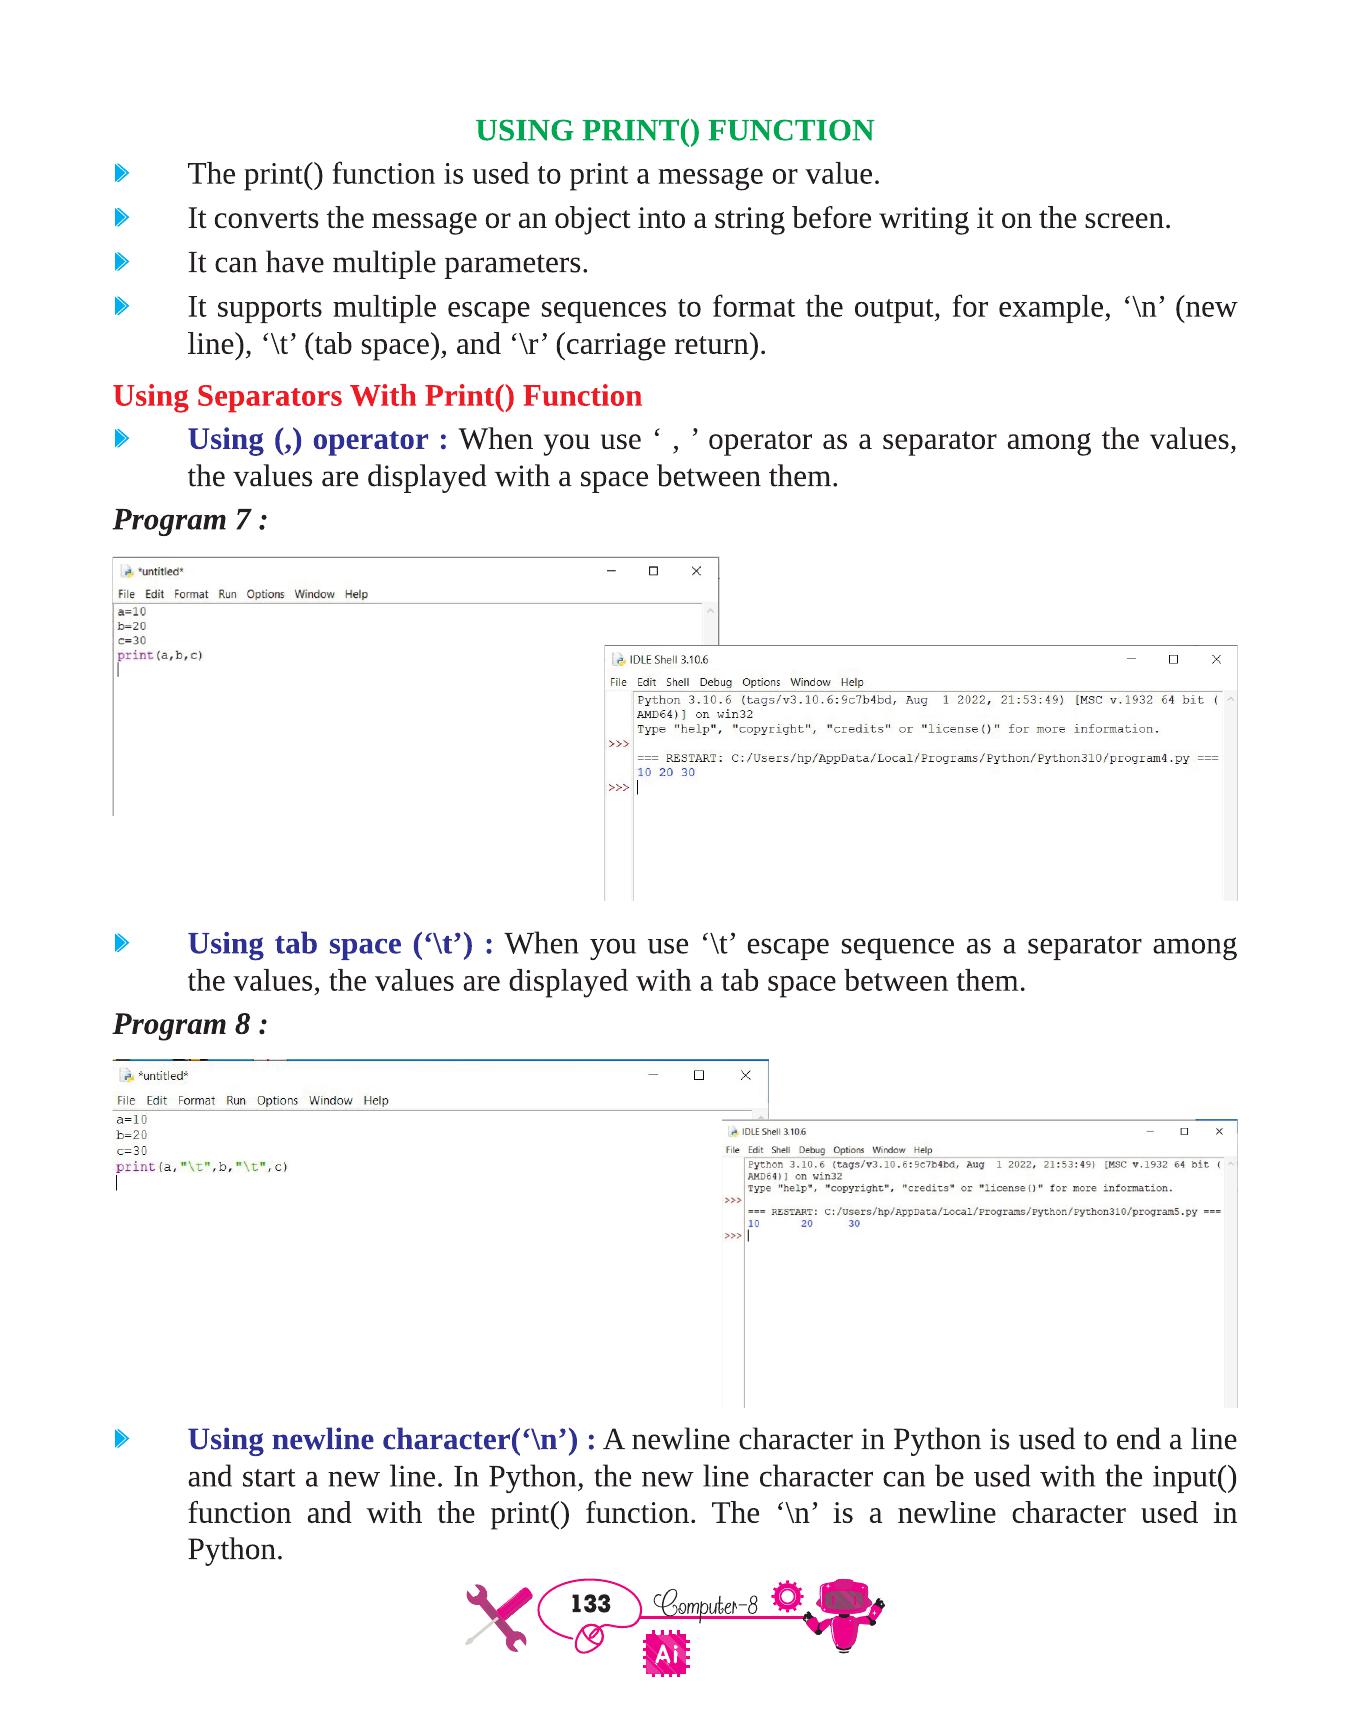 USING PRINT() FUNCTION
The print() function is used to print a message or value.
It converts the message or an object into a string before writing it on the screen.
It can have multiple parameters.
It supports multiple escape sequences to format the output, for example, ‘\n’ (new
line), ‘\t’ (tab space), and ‘\r’ (carriage return).
Using Separators With Print() Function
Using (,) operator : When you use ‘ , ’ operator as a separator among the values,
the values are displayed with a space between them.
Program 7 :
*untitled*
File Edit Format Run Options Window Help
a=10
b=20
c=30
print(a,b,c)
IDLE Shell 3.10.6
File Edit Shell Debug Options Window Help
Python 3.10.6 (tags/v3.10.6:9c7b4bd, Aug  1 2022, 21:53:49) [MSC v.1932 64 bit (
AMD64)] on win32
Type "help", "copyright", "credits" or "license()" for more information.
>>>
=== RESTART: C:/Users/hp/AppData/Local/Programs/Python/Python310/program4.py ===
10 20 30
>>>
Using tab space (‘\t’) : When you use ‘\t’ escape sequence as a separator among
the values, the values are displayed with a tab space between them.
Program 8 :
*untitled*
File Edit Format Run Options Window Help
a=10
b=20
c=30
print(a,"\t",b,"\t",c)
IDLE Shell 3.10.6
File Edit Shell Debug Options Window Help
Python 3.10.6 (tags/v3.10.6:9c7b4bd, Aug  1 2022, 21:53:49) [MSC v.1932 64 bit (
AMD64)] on win32
Type "help", "copyright", "credits" or "license()" for more information.
>>>
=== RESTART: C:/Users/hp/AppData/Local/Programs/Python/Python310/program5.py ===
10 20 30
>>>
Using newline character(‘\n’) : A newline character in Python is used to end a line
and start a new line. In Python, the new line character can be used with the input()
function and with the print() function. The ‘\n’ is a newline character used in
Python.
133 Computer-8
Ai